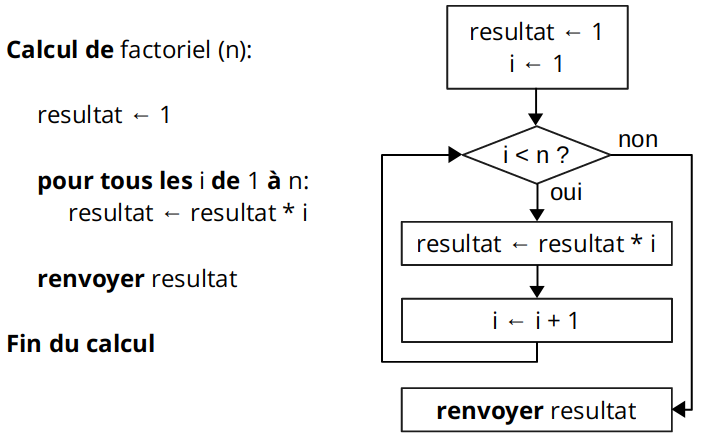 Calcul de factoriel (n):
resultat ← 1
pour tous les i de 1 à n:
resultat ← resultat * i
renvoyer resultat
Fin du calcul
resultat ← 1
i ← 1
i < n ?
non
oui
resultat ← resultat * i
i ← i + 1
renvoyer resultat